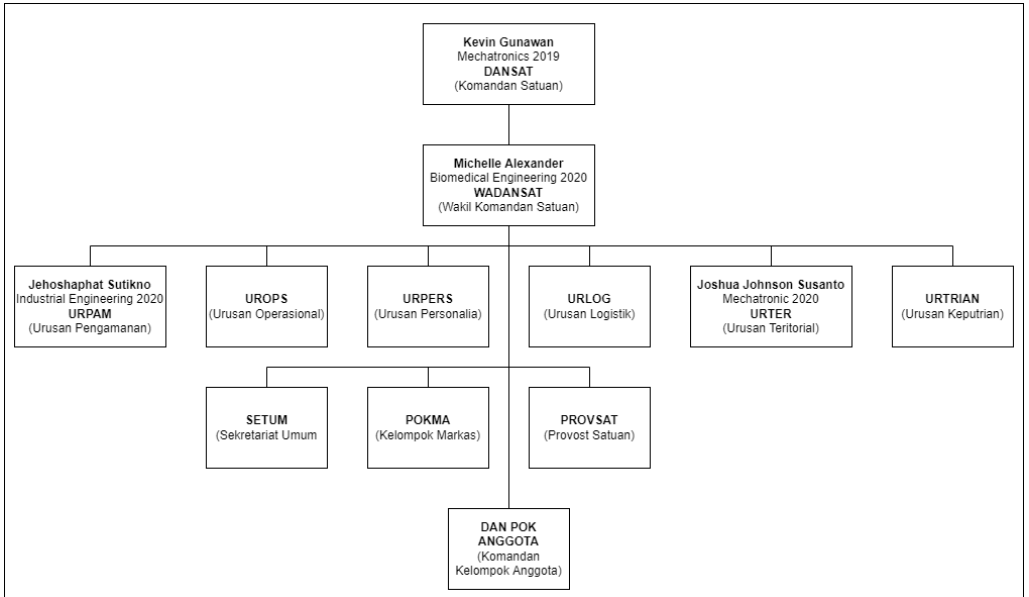 Kevin Gunawan
Mechatronics 2019
DANSAT
(Komandan Satuan)
Michelle Alexander
Biomedical Engineering 2020
WADANSAT
(Wakil Komandan Satuan)
Jehoshaphat Sutikno
Industrial Engineering 2020
URPAM
(Urusan Pengamanan)
UROPS
(Urusan Operasional)
URPERS
(Urusan Personalia)
URLOG
(Urusan Logistik)
Joshua Johnson Susanto
Mechatronic 2020
URTER
(Urusan Teritorial)
URTRIAN
(Urusan Keputrian)
SETUM
(Sekretariat Umum
POKMA
(Kelompok Markas)
PROVSAT
(Provost Satuan)
DAN POK
ANGGOTA
(Komandan
Kelompok Anggota)